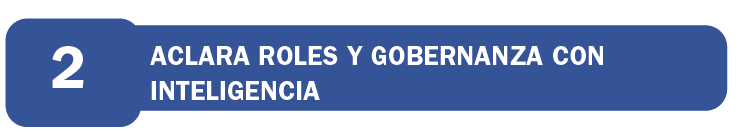 2
ACLARA ROLES Y GOBERNANZA CON
INTELIGENCIA